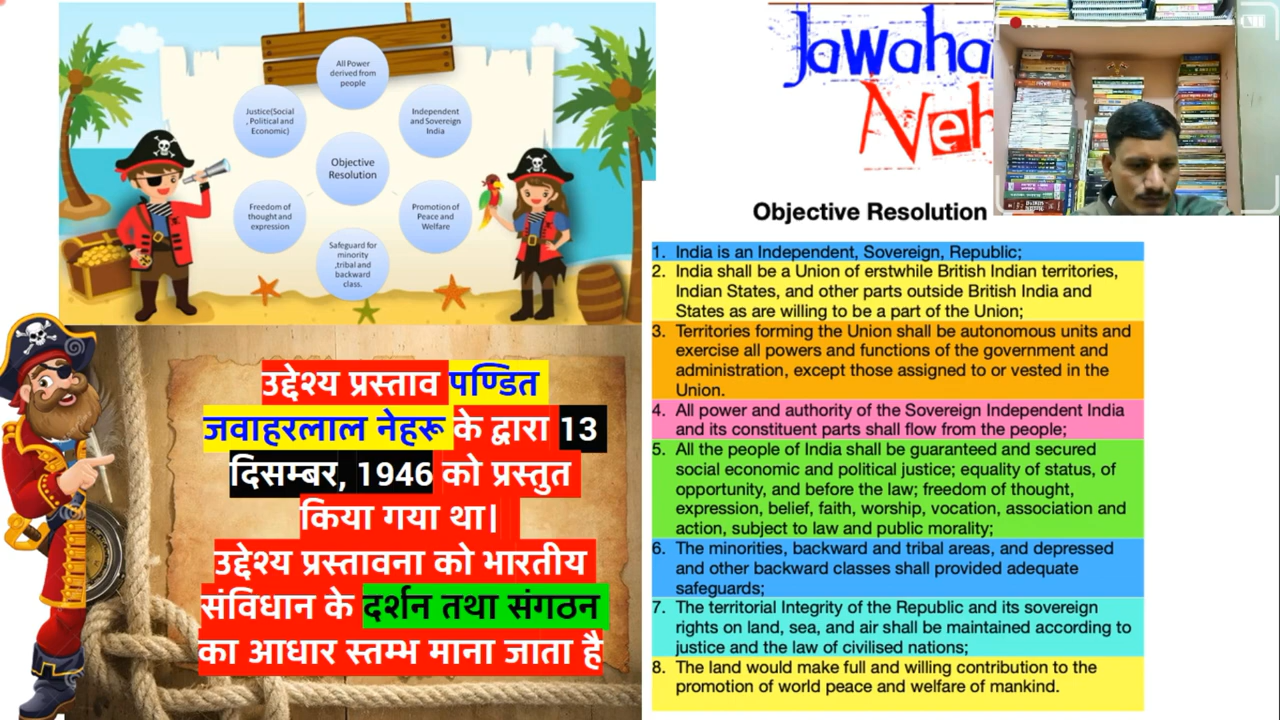 All Power
derived from
people
Justice(Social
, Political and
Economic)
Independent
and Sovereign
India
Objective
Resolution
Freedom of
thought and
expression
Promotion of
Peace and
Welfare
Safeguard for
minority
,tribal and
backward
class.
उद्देश्य प्रस्ताव पण्डित
जवाहरलाल नेहरू के द्वारा 13
दिसम्बर, 1946 को प्रस्तुत
किया गया था।
उद्देश्य प्रस्तावना को भारतीय
संविधान के दर्शन तथा संगठन
का आधार स्तम्भ माना जाता है
Jawaha
Neh
Objective Resolution
1. India is an Independent, Sovereign, Republic;
2. India shall be a Union of erstwhile British Indian territories,
Indian States, and other parts outside British India and
States as are willing to be a part of the Union;
3. Territories forming the Union shall be autonomous units and
exercise all powers and functions of the government and
administration, except those assigned to or vested in the
Union.
4. All power and authority of the Sovereign Independent India
and its constituent parts shall flow from the people;
5. All the people of India shall be guaranteed and secured
social economic and political justice; equality of status, of
opportunity, and before the law; freedom of thought,
expression, belief, faith, worship, vocation, association and
action, subject to law and public morality;
6. The minorities, backward and tribal areas, and depressed
and other backward classes shall provided adequate
safeguards;
7. The territorial Integrity of the Republic and its sovereign
rights on land, sea, and air shall be maintained according to
justice and the law of civilised nations;
8. The land would make full and willing contribution to the
promotion of world peace and welfare of mankind.